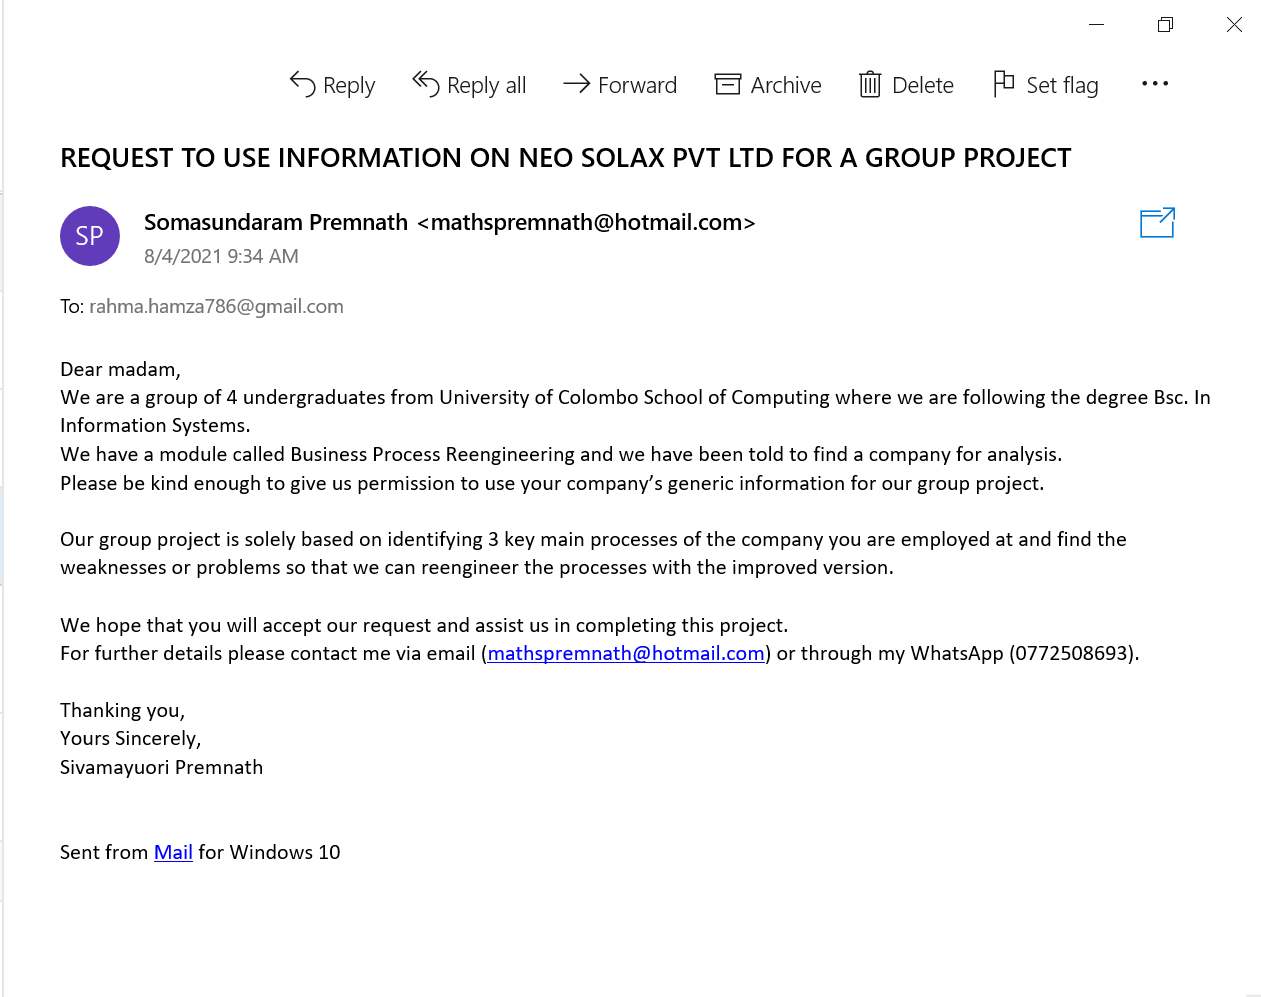 Reply Reply all Forward Archive Delete Set flag
REQUEST TO USE INFORMATION ON NEO SOLAX PVT LTD FOR A GROUP PROJECT
SP
Somasundaram Premnath <mathspremnath@hotmail.com>
8/4/2021 9:34 AM
To: rahma.hamza786@gmail.com
Dear madam,
We are a group of 4 undergraduates from University of Colombo School of Computing where we are following the degree Bsc. In
Information Systems.
We have a module called Business Process Reengineering and we have been told to find a company for analysis.
Please be kind enough to give us permission to use your company’s generic information for our group project.
Our group project is solely based on identifying 3 key main processes of the company you are employed at and find the
weaknesses or problems so that we can reengineer the processes with the improved version.
We hope that you will accept our request and assist us in completing this project.
For further details please contact me via email (mathspremnath@hotmail.com) or through my WhatsApp (0772508693).
Thanking you,
Yours Sincerely,
Sivamayuori Premnath
Sent from Mail for Windows 10